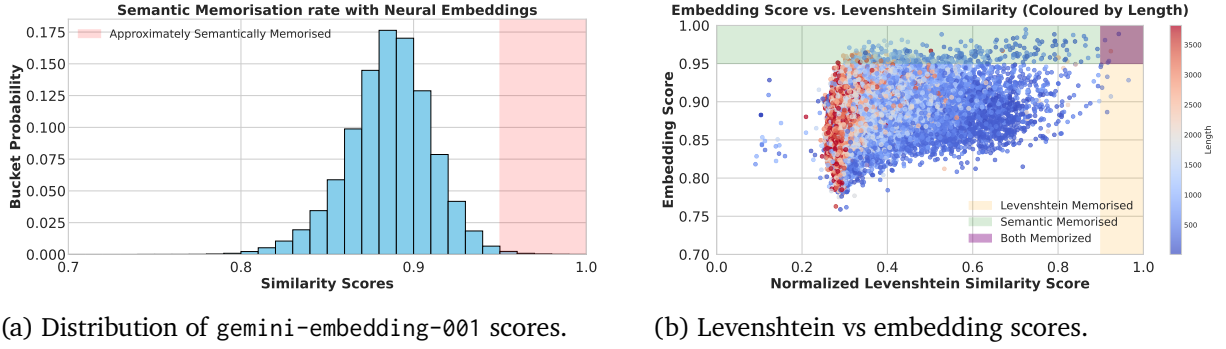 Semantic Memorisation rate with Neural Embeddings
Approximately Semantically Memorised
Bucket Probability
0.175
0.150
0.125
0.100
0.075
0.050
0.025
0.000
0.7
0.8
0.9
1.0
Similarity Scores
(a) Distribution of gemini-embedding-001 scores.
Embedding Score vs. Levenshtein Similarity (Coloured by Length)
Embedding Score
1.00
0.95
0.90
0.85
0.80
0.75
0.70
0.0
0.2
0.4
0.6
0.8
1.0
Normalized Levenshtein Similarity Score
Levenshtein Memorised
Semantic Memorised
Both Memorized
3500
3000
2500
2000
1500
1000
500
Length
(b) Levenshtein vs embedding scores.